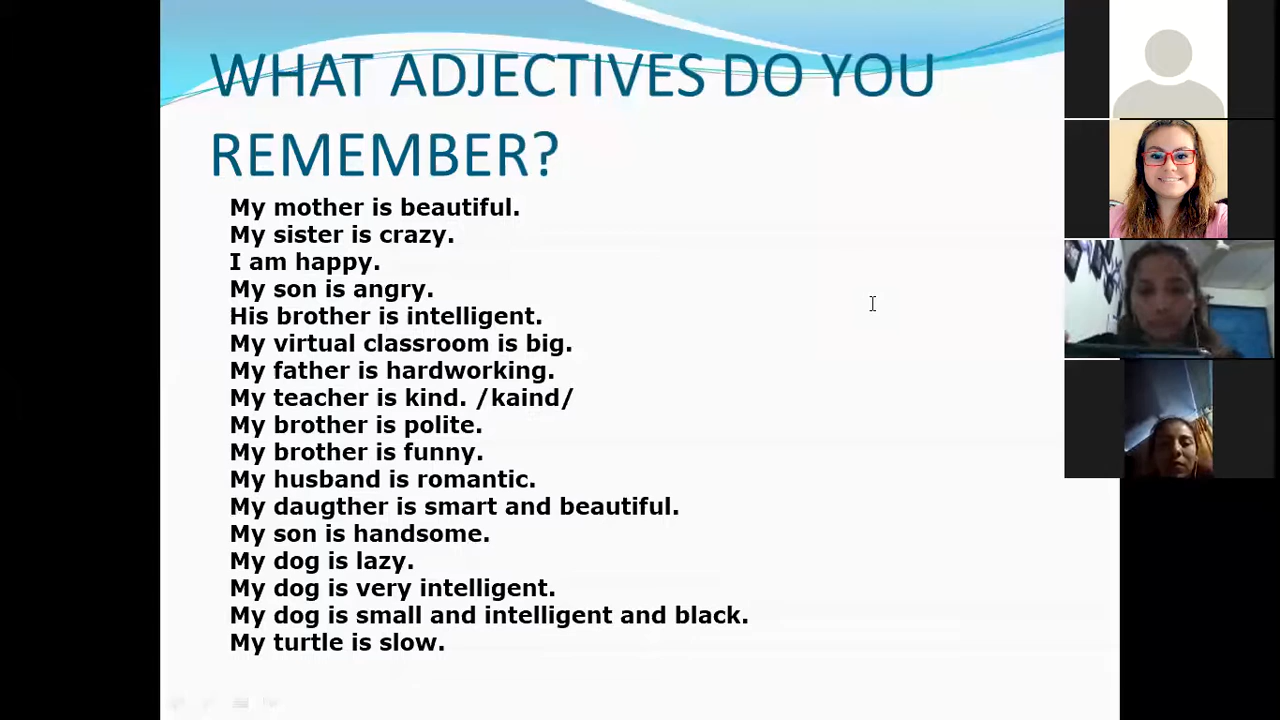 WHAT ADJECTIVES DO YOU
REMEMBER?
My mother is beautiful.
My sister is crazy.
I am happy.
My son is angry.
His brother is intelligent.
My virtual classroom is big.
My father is hardworking.
My teacher is kind. /kaind/
My brother is polite.
My brother is funny.
My husband is romantic.
My daugther is smart and beautiful.
My son is handsome.
My dog is lazy.
My dog is very intelligent.
My dog is small and intelligent and black.
My turtle is slow.